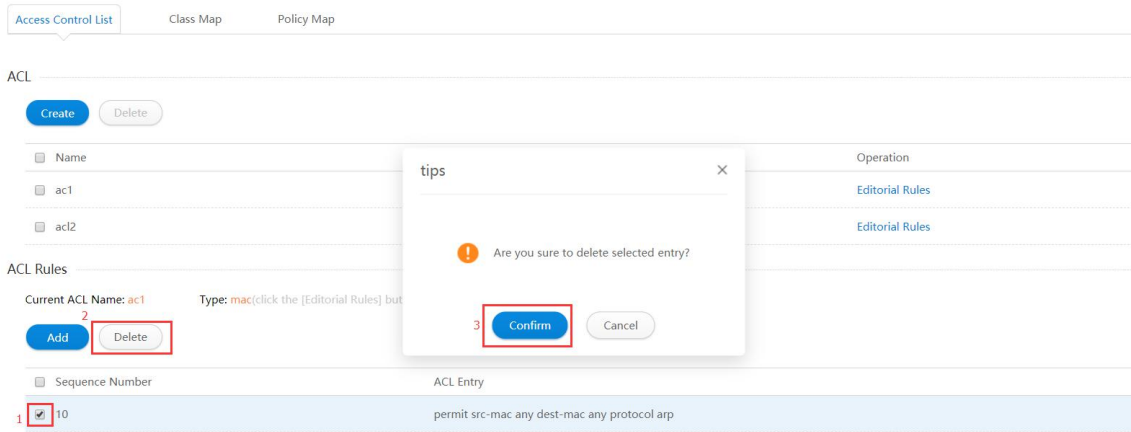 Access Control List Class Map Policy Map
ACL
Create Delete
Name Operation
tips
ac1 Editorial Rules
acl2 Editorial Rules
Are you sure to delete selected entry?
ACL Rules
Current ACL Name: ac1 Type: mac(click the [Editorial Rules] but
2
Add Delete
3 Confirm Cancel
Sequence Number ACL Entry
1 10 permit src-mac any dest-mac any protocol arp